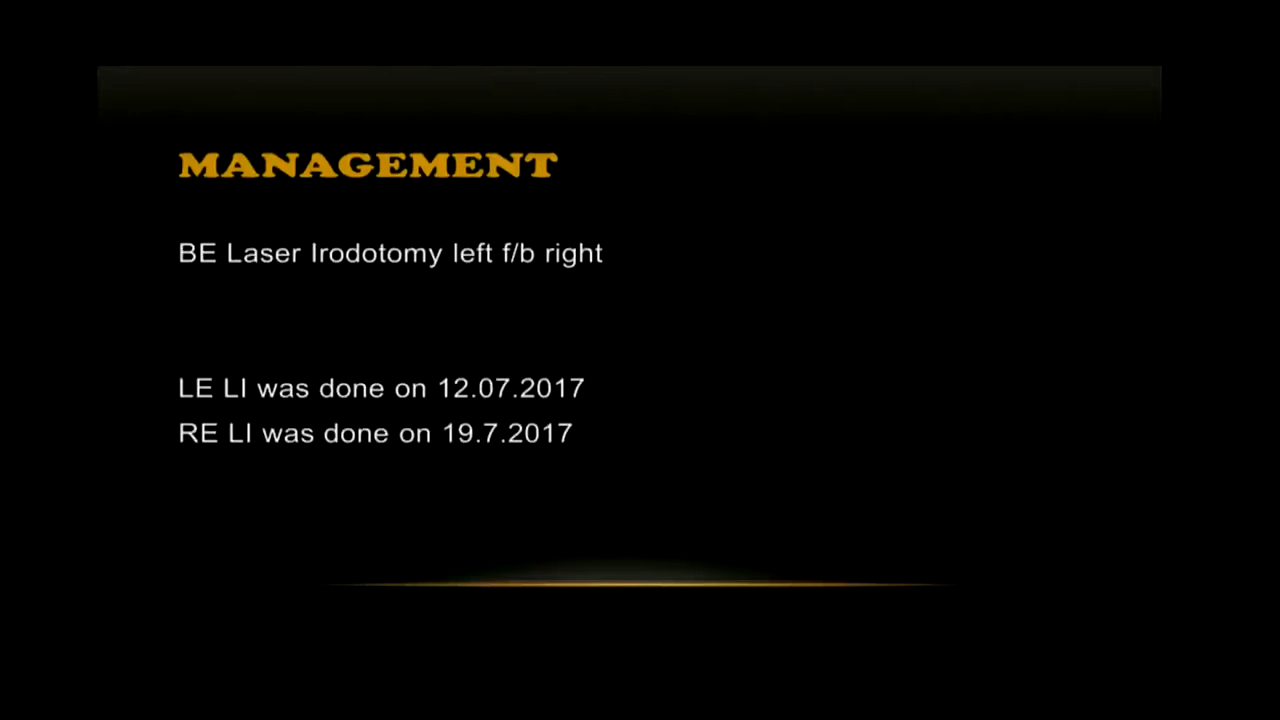 MANAGEMENT
BE Laser Irodotomy left f/b right
LE LI was done on 12.07.2017
RE LI was done on 19.7.2017